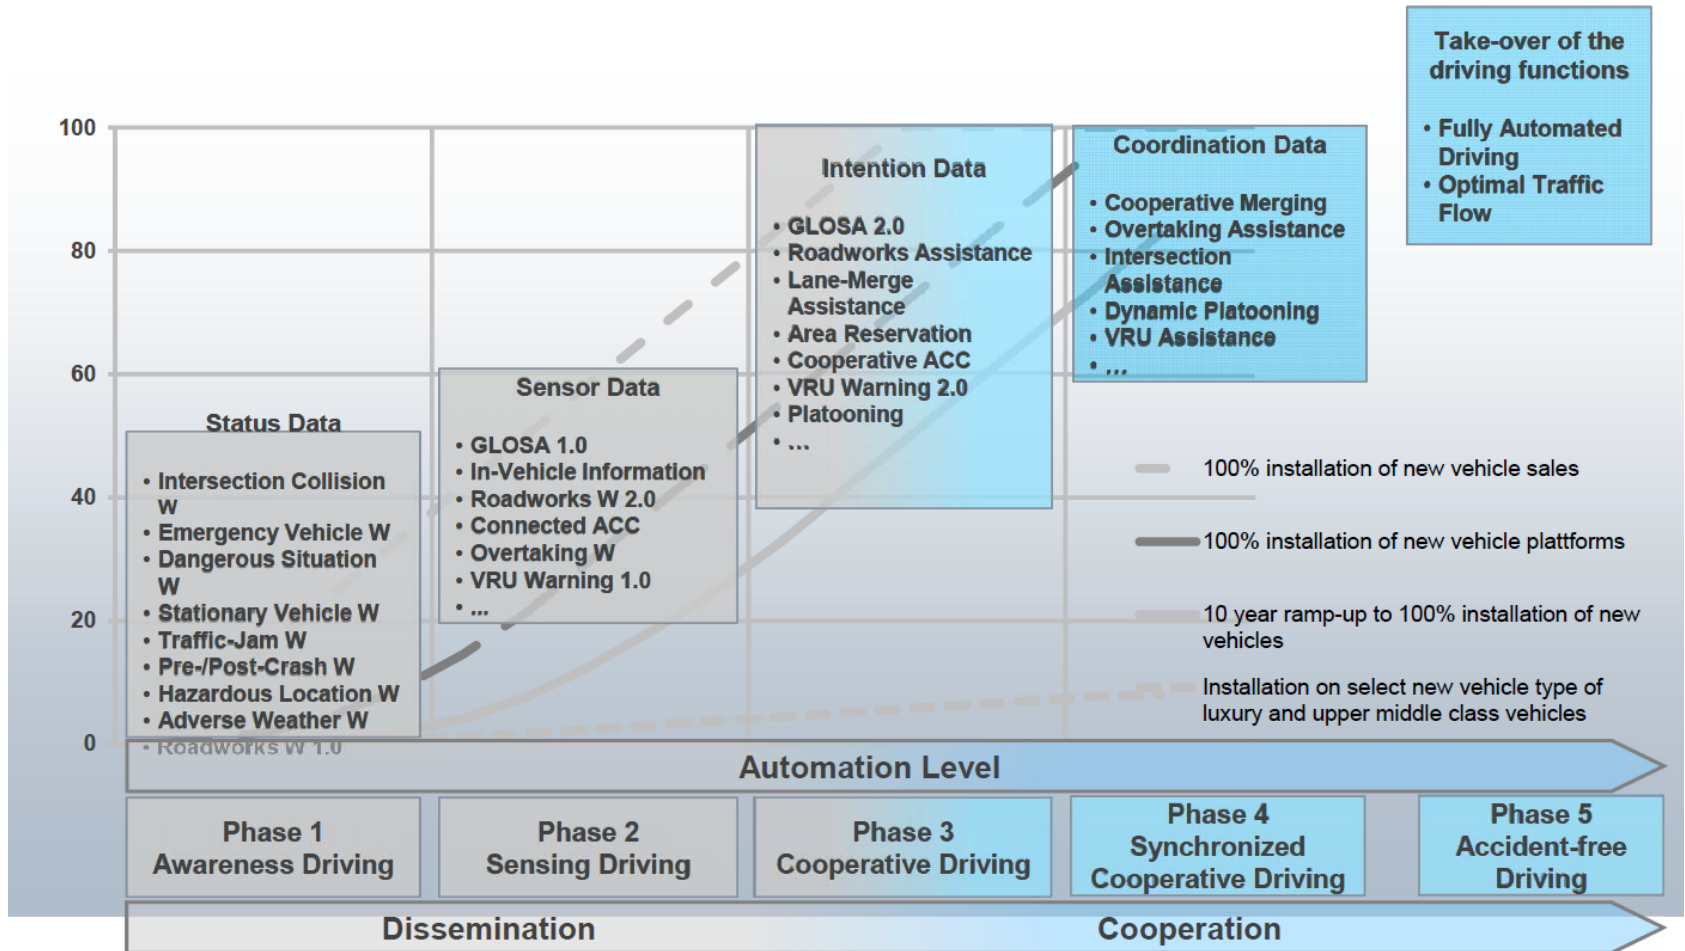 Take-over of the
driving functions
• Fully Automated
Driving
• Optimal Traffic
Flow
100
80
60
40
20
0
Status Data
• Intersection Collision
W
• Emergency Vehicle W
• Dangerous Situation
W
• Stationary Vehicle W
• Traffic-Jam W
• Pre-/Post-Crash W
• Hazardous Location W
• Adverse Weather W
• Roadworks W 1.0
Sensor Data
• GLOSA 1.0
• In-Vehicle Information
• Roadworks W 2.0
• Connected ACC
• Overtaking W
• VRU Warning 1.0
• ...
Intention Data
• GLOSA 2.0
• Roadworks Assistance
• Lane-Merge
Assistance
• Area Reservation
• Cooperative ACC
• VRU Warning 2.0
• Platooning
• ...
Coordination Data
• Cooperative Merging
• Overtaking Assistance
• Intersection
Assistance
• Dynamic Platooning
• VRU Assistance
• ...
100% installation of new vehicle sales
100% installation of new vehicle plattforms
10 year ramp-up to 100% installation of new
vehicles
Installation on select new vehicle type of
luxury and upper middle class vehicles
Automation Level
Phase 1
Awareness Driving
Phase 2
Sensing Driving
Phase 3
Cooperative Driving
Phase 4
Synchronized
Cooperative Driving
Phase 5
Accident-free
Driving
Dissemination
Cooperation